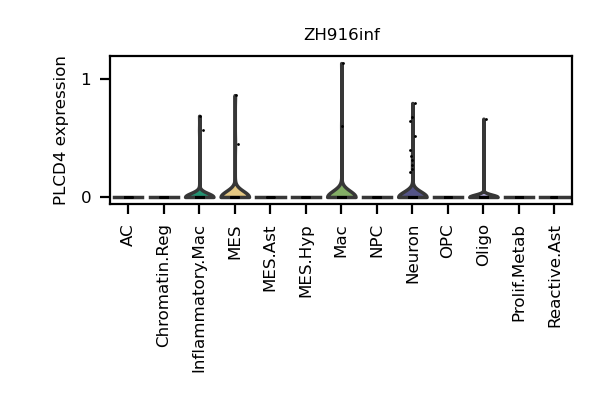 ZH916inf
PLCD4 expression
1
0
AC
Chromatin.Reg
Inflammatory.Mac
MES
MES.Ast
MES.Hyp
Mac
NPC
Neuron
OPC
Oligo
Prolif.Metab
Reactive.Ast